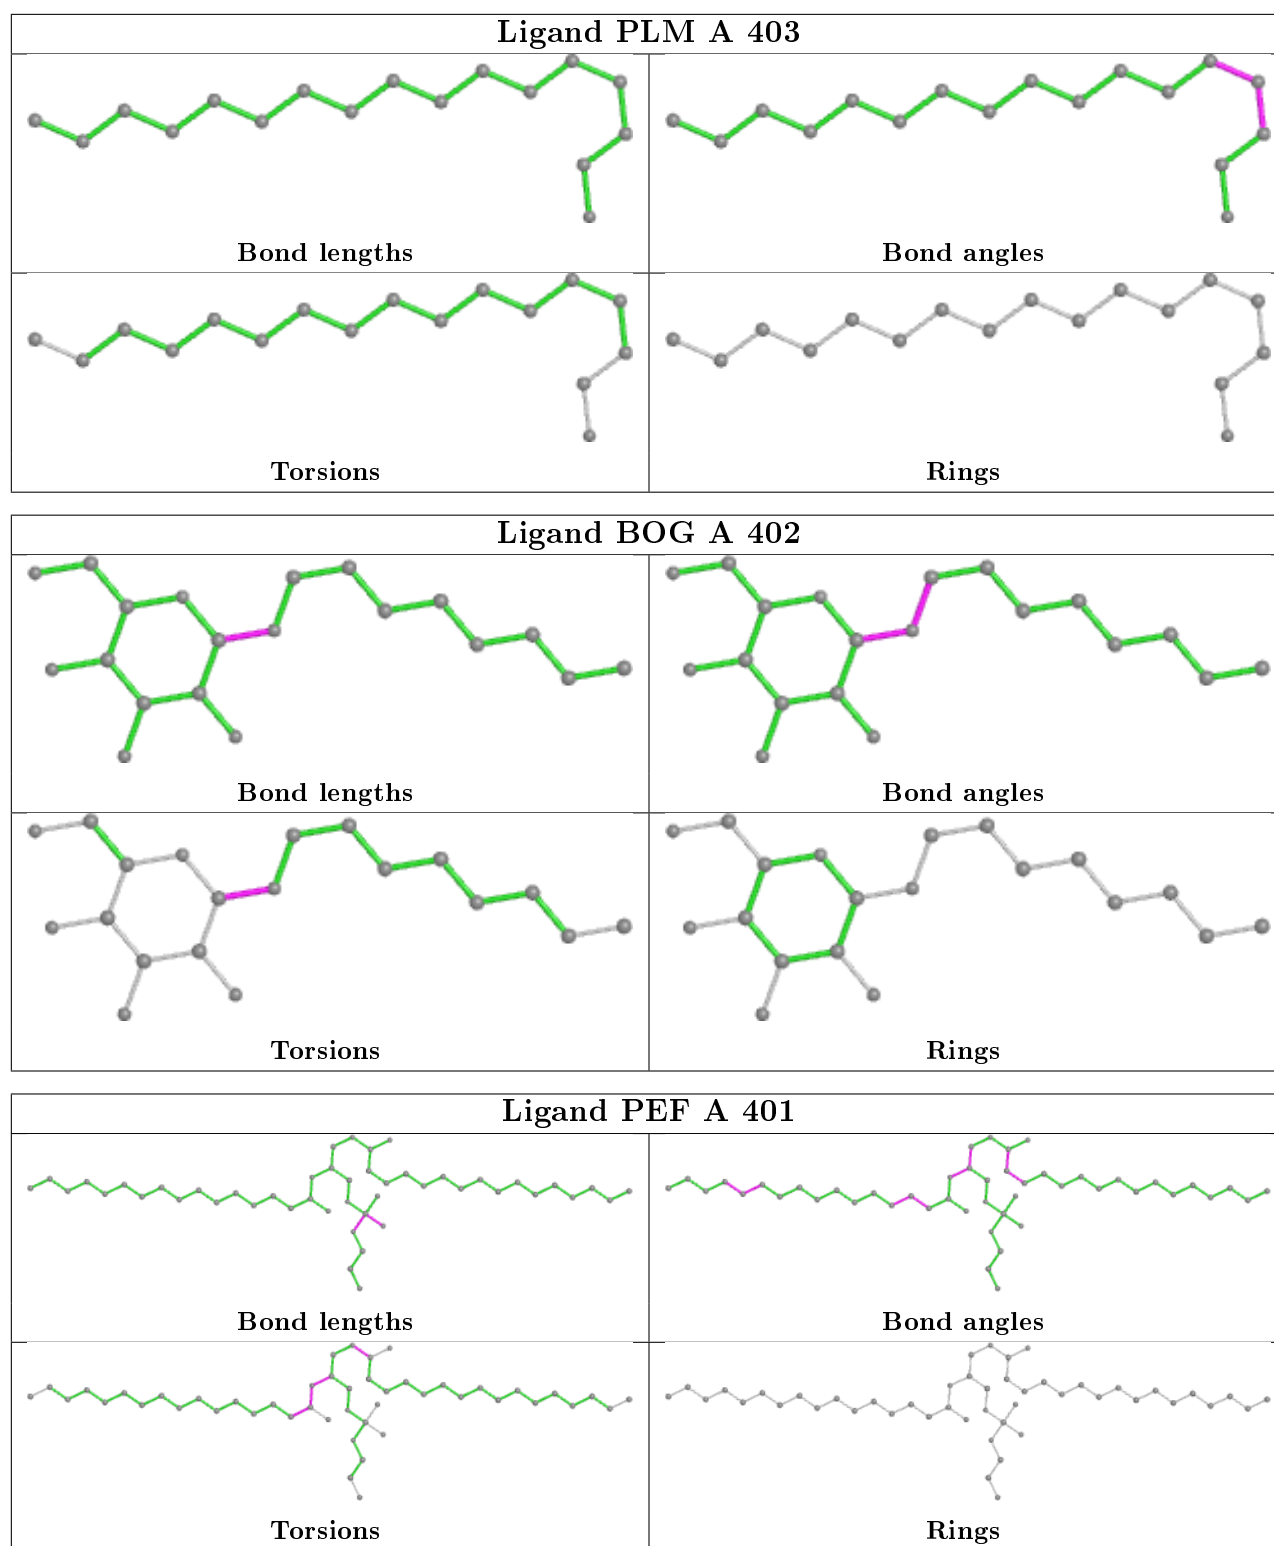 Ligand PLM A 403
Bond lengths
Bond angles
Torsions
Rings
Ligand BOG A 402
Bond lengths
Bond angles
Torsions
Rings
Ligand PEF A 401
Bond lengths
Bond angles
Torsions
Rings